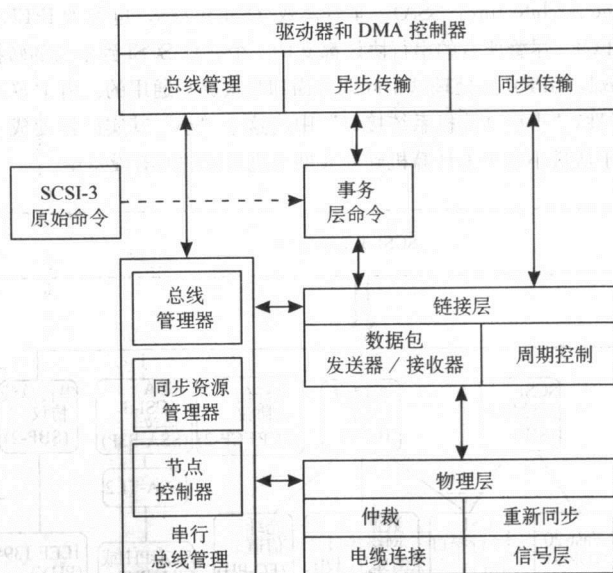 驱动器和 DMA 控制器
总线管理
异步传输
同步传输
SCSI-3
原始命令
事务
层命令
总线
管理器
同步资源
管理器
节点
控制器
串行
总线管理
链接层
数据包
发送器 / 接收器
周期控制
物理层
仲裁
电缆连接
重新同步
信号层